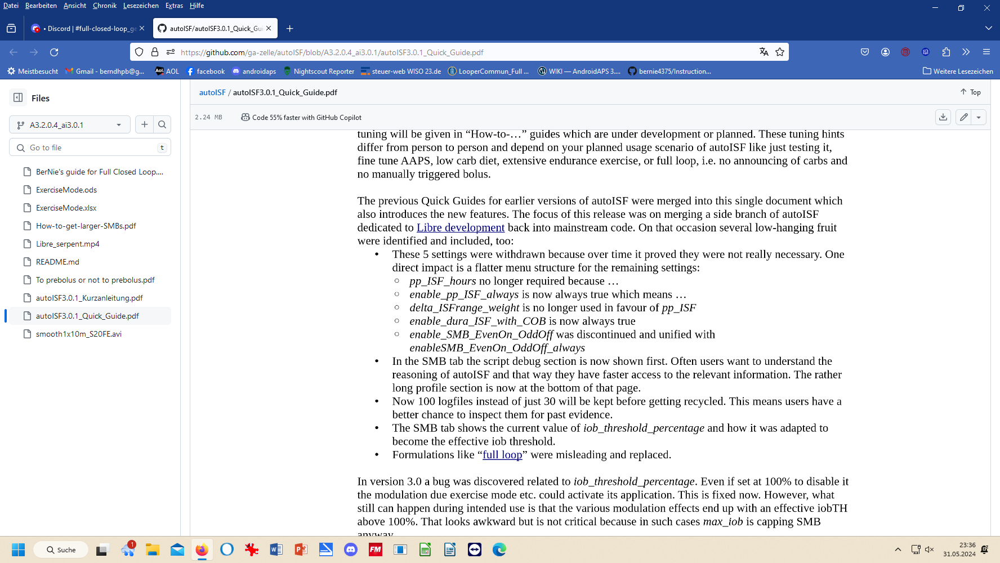 Datei Bearbeiten Ansicht Chronik Lesezeichen Extras Hilfe
• Discord | #full-closed-loop_ge
autoISF/autoISF3.0.1_Quick_Gui
https://github.com/ga-zelle/autoISF/blob/A3.2.0.4_ai3.0.1/autoISF3.0.1_Quick_Guide.pdf
Meistbesucht Gmail - berndhpb@g... AOL facebook androidaps Nightscout Reporter steuer-web WISO 23.de LooperCommun_Full ... WIKI — AndroidAPS 3.... bernie4375/Instruction... Weitere Lesezeichen
Files
A3.2.0.4_ai3.0.1
Go to file t
BerNie's guide for Full Closed Loop....
ExerciseMode.ods
ExerciseMode.xlsx
How-to-get-larger-SMBs.pdf
Libre_serpent.mp4
README.md
To prebolus or not to prebolus.pdf
autoISF3.0.1_Kurzanleitung.pdf
autoISF3.0.1_Quick_Guide.pdf
smooth1x10m_S20FE.avi
autoISF / autoISF3.0.1_Quick_Guide.pdf
Top
2.24 MB Code 55% faster with GitHub Copilot
tuning will be given in “How-to-…” guides which are under development or planned. These tuning hints
differ from person to person and depend on your planned usage scenario of autoISF like just testing it,
fine tune AAPS, low carb diet, extensive endurance exercise, or full loop, i.e. no announcing of carbs and
no manually triggered bolus.
The previous Quick Guides for earlier versions of autoISF were merged into this single document which
also introduces the new features. The focus of this release was on merging a side branch of autoISF
dedicated to Libre development back into mainstream code. On that occasion several low-hanging fruit
were identified and included, too:
• These 5 settings were withdrawn because over time it proved they were not really necessary. One
direct impact is a flatter menu structure for the remaining settings:
◦ pp_ISF_hours no longer required because …
◦ enable_pp_ISF_always is now always true which means …
◦ delta_ISFrange_weight is no longer used in favour of pp_ISF
◦ enable_dura_ISF_with_COB is now always true
◦ enable_SMB_EvenOn_OddOff was discontinued and unified with
enableSMB_EvenOn_OddOff_always
• In the SMB tab the script debug section is now shown first. Often users want to understand the
reasoning of autoISF and that way they have faster access to the relevant information. The rather
long profile section is now at the bottom of that page.
• Now 100 logfiles instead of just 30 will be kept before getting recycled. This means users have a
better chance to inspect them for past evidence.
• The SMB tab shows the current value of iob_threshold_percentage and how it was adapted to
become the effective iob threshold.
• Formulations like “full loop” were misleading and replaced.
In version 3.0 a bug was discovered related to iob_threshold_percentage. Even if set at 100% to disable it
the modulation due exercise mode etc. could activate its application. This is fixed now. However, what
still can happen during intended use is that the various modulation effects end up with an effective iobTH
above 100%. That looks awkward but is not critical because in such cases max_iob is capping SMB
anyway.
1
Suche
FM
23:36
31.05.2024